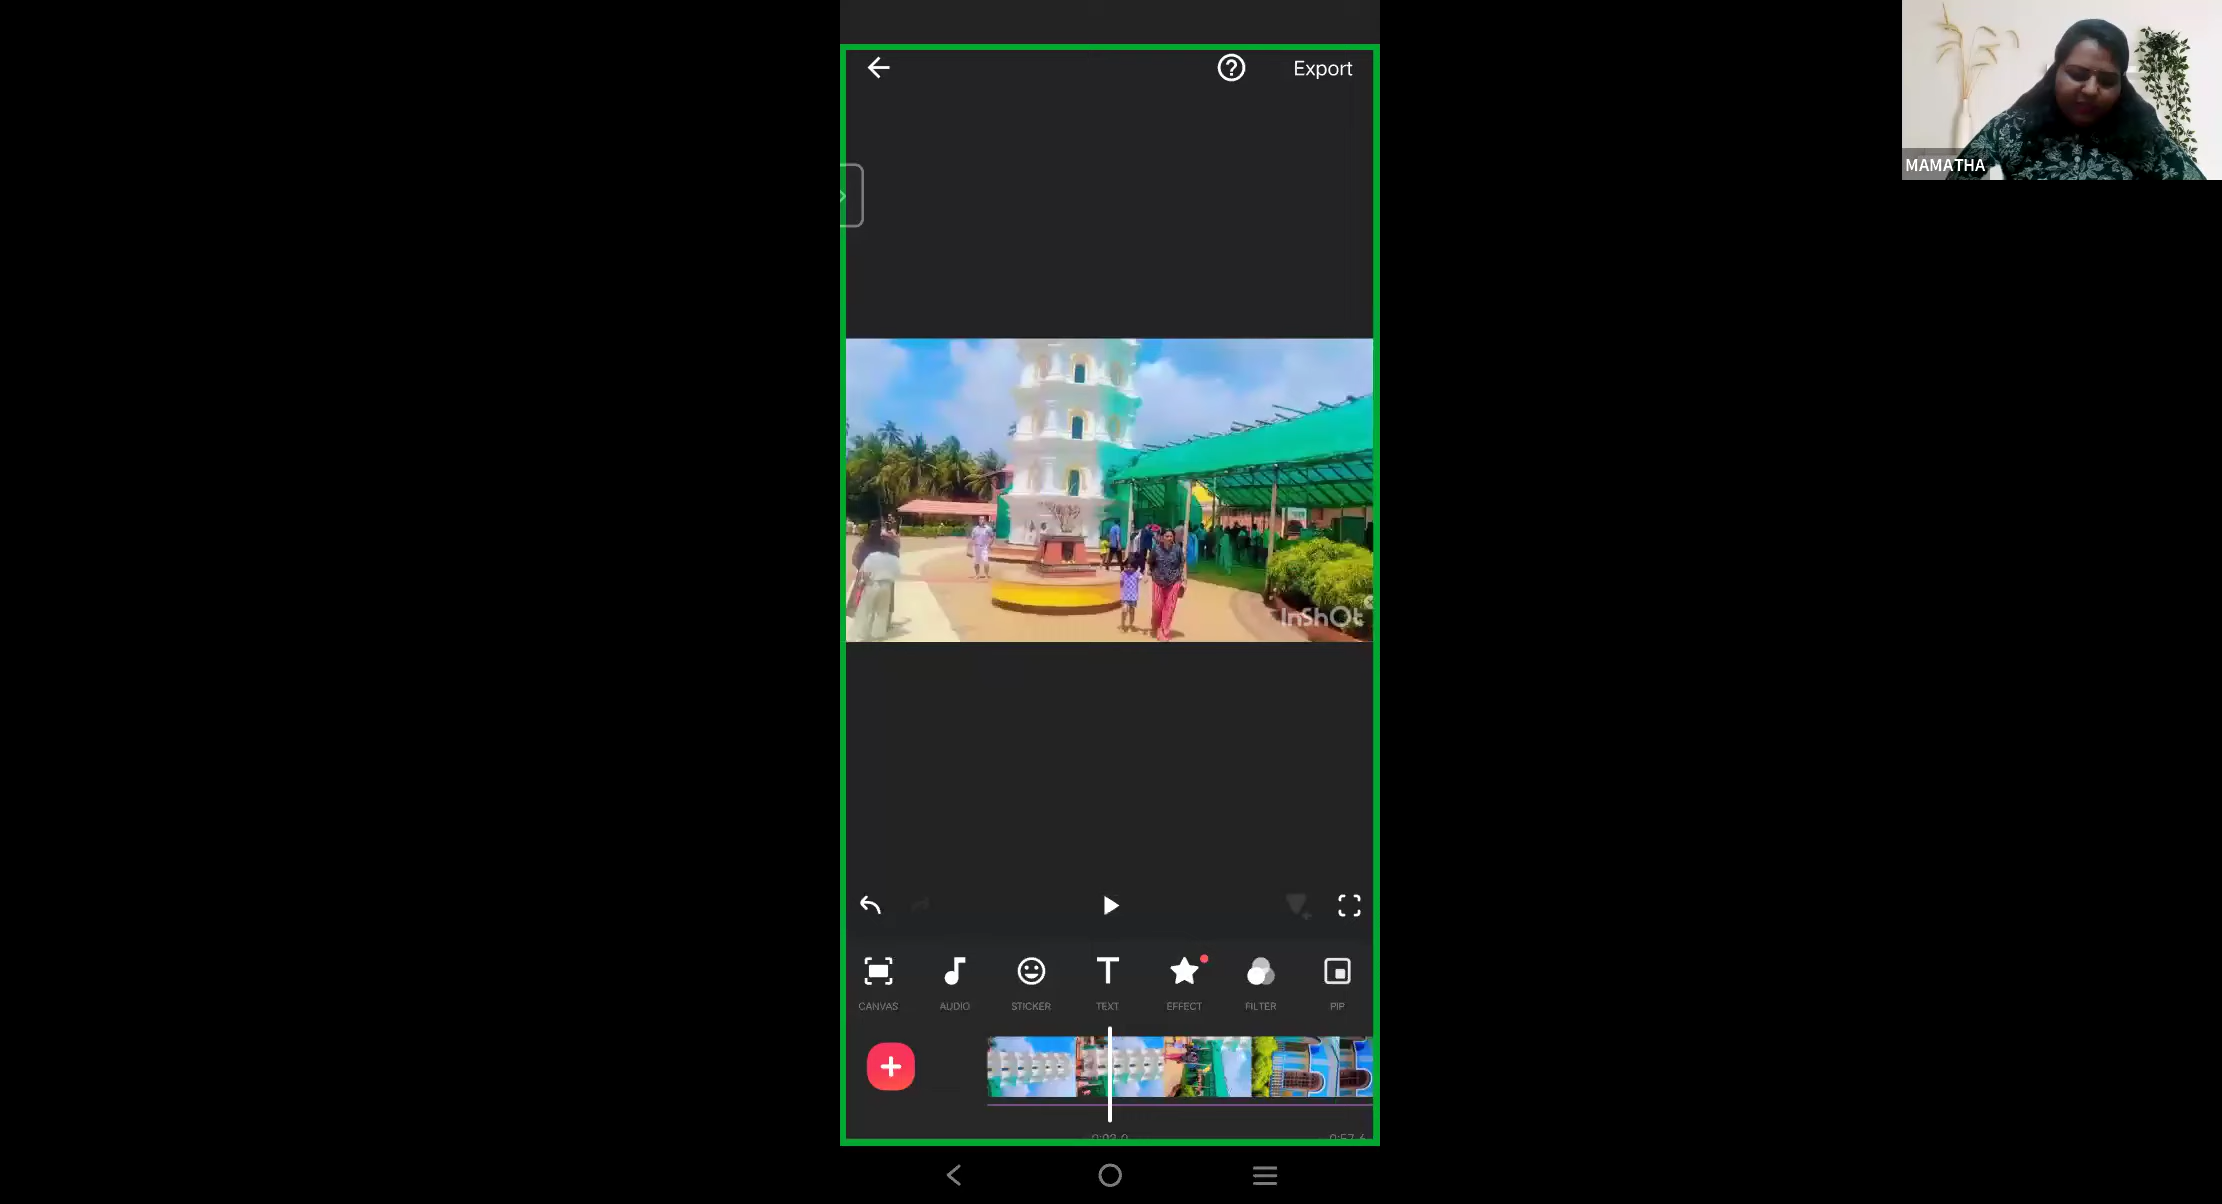 Export
MAMATHA
InShOt
CANVAS AUDIO STICKER TEXT EFFECT FILTER PIP